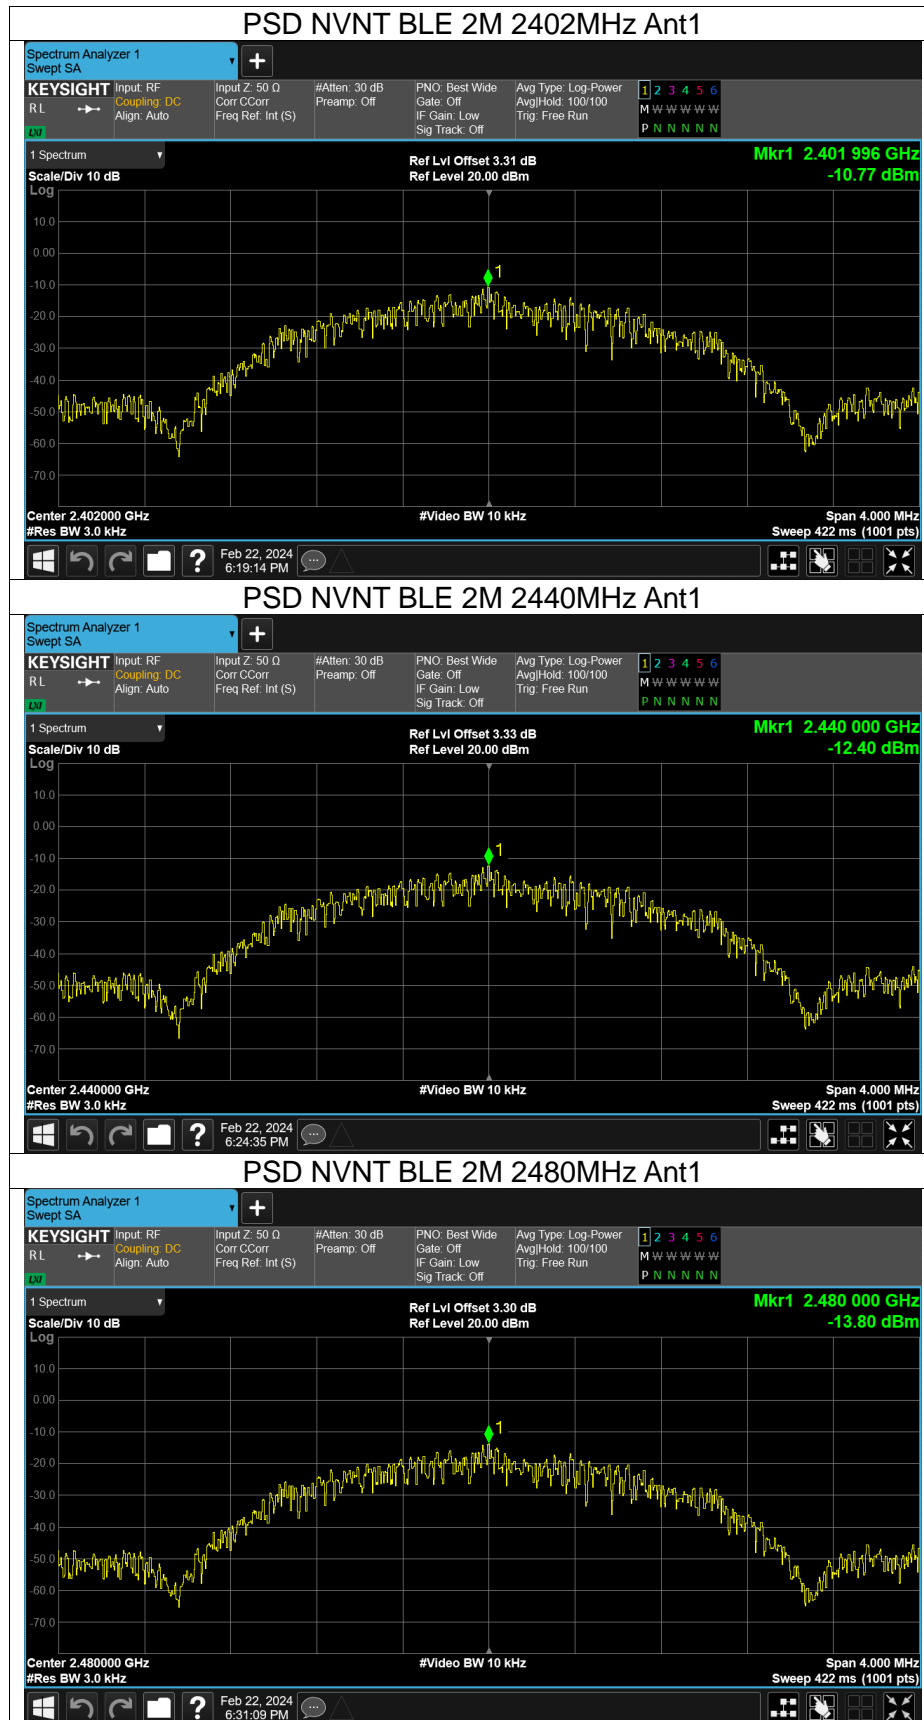 PSD NVNT BLE 2M 2402MHz Ant1
Spectrum Analyzer 1
Swept SA
KEYSIGHT Input: RF Input Z: 50 Ω #Atten: 30 dB PNO: Best Wide Avg Type: Log-Power 1 2 3 4 5 6
RL Coupling: DC Corr CCorr Preamp: Off Gate: Off Avg|Hold: 100/100 M W W W W W
Align: Auto Freq Ref: Int (S) IF Gain: Low Trig: Free Run
LXI Sig Track: Off P N N N N N
1 Spectrum Ref Lvl Offset 3.31 dB Mkr1 2.401 996 GHz
Scale/Div 10 dB Ref Level 20.00 dBm -10.77 dBm
Log
10.0
0.00
1
-10.0
-20.0
-30.0
-40.0
-50.0
-60.0
-70.0
Center 2.402000 GHz #Video BW 10 kHz Span 4.000 MHz
#Res BW 3.0 kHz Sweep 422 ms (1001 pts)
? Feb 22, 2024
6:19:14 PM
PSD NVNT BLE 2M 2440MHz Ant1
Spectrum Analyzer 1
Swept SA
KEYSIGHT Input: RF Input Z: 50 Ω #Atten: 30 dB PNO: Best Wide Avg Type: Log-Power 1 2 3 4 5 6
RL Coupling: DC Corr CCorr Preamp: Off Gate: Off Avg|Hold: 100/100 M W W W W W
Align: Auto Freq Ref: Int (S) IF Gain: Low Trig: Free Run
LXI Sig Track: Off P N N N N N
1 Spectrum Ref Lvl Offset 3.33 dB Mkr1 2.440 000 GHz
Scale/Div 10 dB Ref Level 20.00 dBm -12.40 dBm
Log
10.0
0.00
1
-10.0
-20.0
-30.0
-40.0
-50.0
-60.0
-70.0
Center 2.440000 GHz #Video BW 10 kHz Span 4.000 MHz
#Res BW 3.0 kHz Sweep 422 ms (1001 pts)
? Feb 22, 2024
6:24:35 PM
PSD NVNT BLE 2M 2480MHz Ant1
Spectrum Analyzer 1
Swept SA
KEYSIGHT Input: RF Input Z: 50 Ω #Atten: 30 dB PNO: Best Wide Avg Type: Log-Power 1 2 3 4 5 6
RL Coupling: DC Corr CCorr Preamp: Off Gate: Off Avg|Hold: 100/100 M W W W W W
Align: Auto Freq Ref: Int (S) IF Gain: Low Trig: Free Run
LXI Sig Track: Off P N N N N N
1 Spectrum Ref Lvl Offset 3.30 dB Mkr1 2.480 000 GHz
Scale/Div 10 dB Ref Level 20.00 dBm -13.80 dBm
Log
10.0
0.00
1
-10.0
-20.0
-30.0
-40.0
-50.0
-60.0
-70.0
Center 2.480000 GHz #Video BW 10 kHz Span 4.000 MHz
#Res BW 3.0 kHz Sweep 422 ms (1001 pts)
? Feb 22, 2024
6:31:09 PM